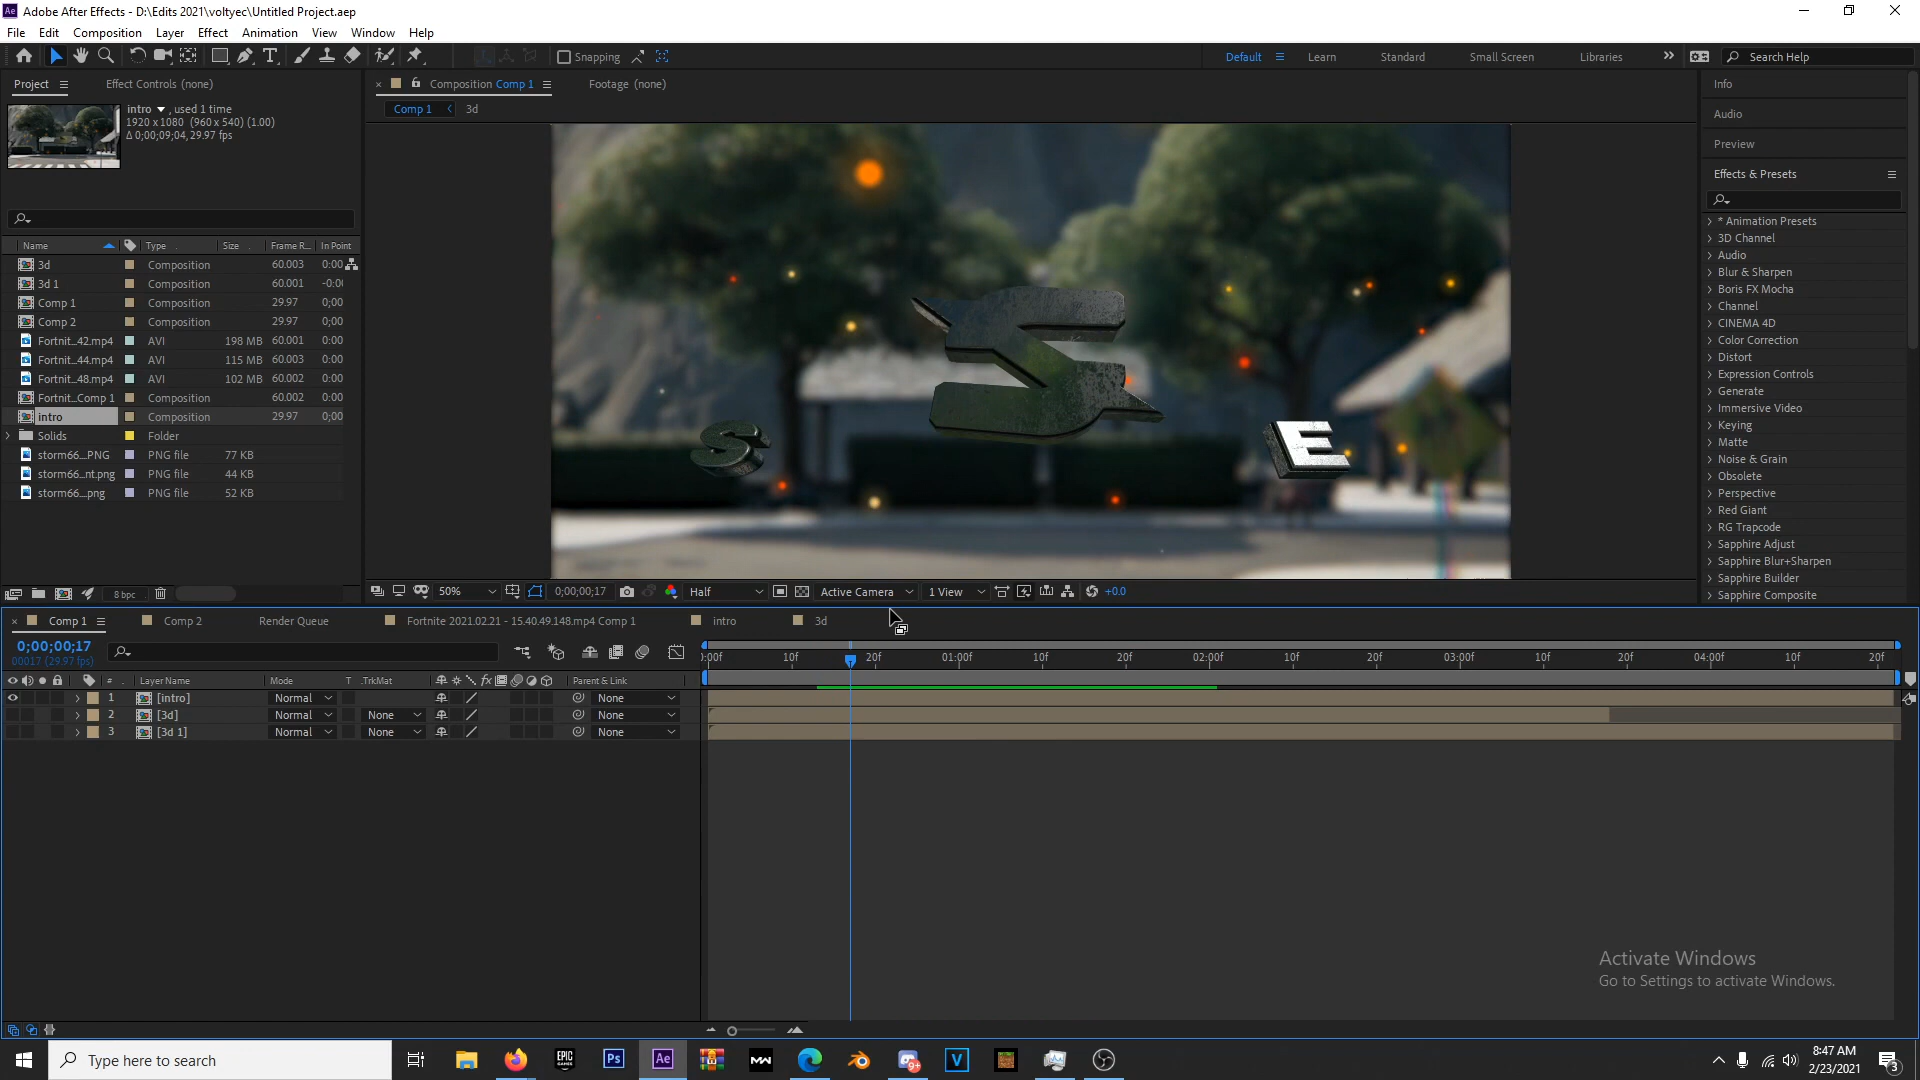 Ae Adobe After Effects - D:\Edits 2021\voltyec\Untitled Project.aep
File Edit Composition Layer Effect Animation View Window Help
Snapping Default Learn Standard Small Screen Libraries Search Help
Project Effect Controls (none) Composition Comp 1 Footage (none) Info
Comp 1 3d
intro , used 1 time
1920 x 1080 (960 x 540) (1.00)
Δ 0;00;09;04, 29.97 fps
Audio
Preview
Effects & Presets
Name Type Size Frame R... In Point
3d Composition 60.003 0:00
3d 1 Composition 60.001 -0:0
Comp 1 Composition 29.97 0;00
Comp 2 Composition 29.97 0;00
Fortnit...42.mp4 AVI 198 MB 60.001 0:00
Fortnit...44.mp4 AVI 115 MB 60.003 0:00
Fortnit...48.mp4 AVI 102 MB 60.002 0:00
Fortnit...Comp 1 Composition 60.002 0:00
intro Composition 29.97 0;00
Solids Folder
storm66...PNG PNG file 77 KB
storm66...nt.png PNG file 44 KB
storm66...png PNG file 52 KB
8 bpc
S S E
* Animation Presets
3D Channel
Audio
Blur & Sharpen
Boris FX Mocha
Channel
CINEMA 4D
Color Correction
Distort
Expression Controls
Generate
Immersive Video
Keying
Matte
Noise & Grain
Obsolete
Perspective
Red Giant
RG Trapcode
Sapphire Adjust
Sapphire Blur+Sharpen
Sapphire Builder
Sapphire Composite
50% 0;00;00;17 Half Active Camera 1 View +0.0
Comp 1 Comp 2 Render Queue Fortnite 2021.02.21 - 15.40.49.148.mp4 Comp 1 intro 3d
0;00;00;17
00017 (29.97 fps)
:00f 10f 20f 01:00f 10f 20f 02:00f 10f 20f 03:00f 10f 20f 04:00f 10f 20f
# Layer Name Mode T .TrkMat fx Parent & Link
1 [intro] Normal None
2 [3d] Normal None None
3 [3d 1] Normal None None
Activate Windows
Go to Settings to activate Windows.
Type here to search
EPIC GAMES Ps Ae MW 9+ V
8:47 AM
2/23/2021
3